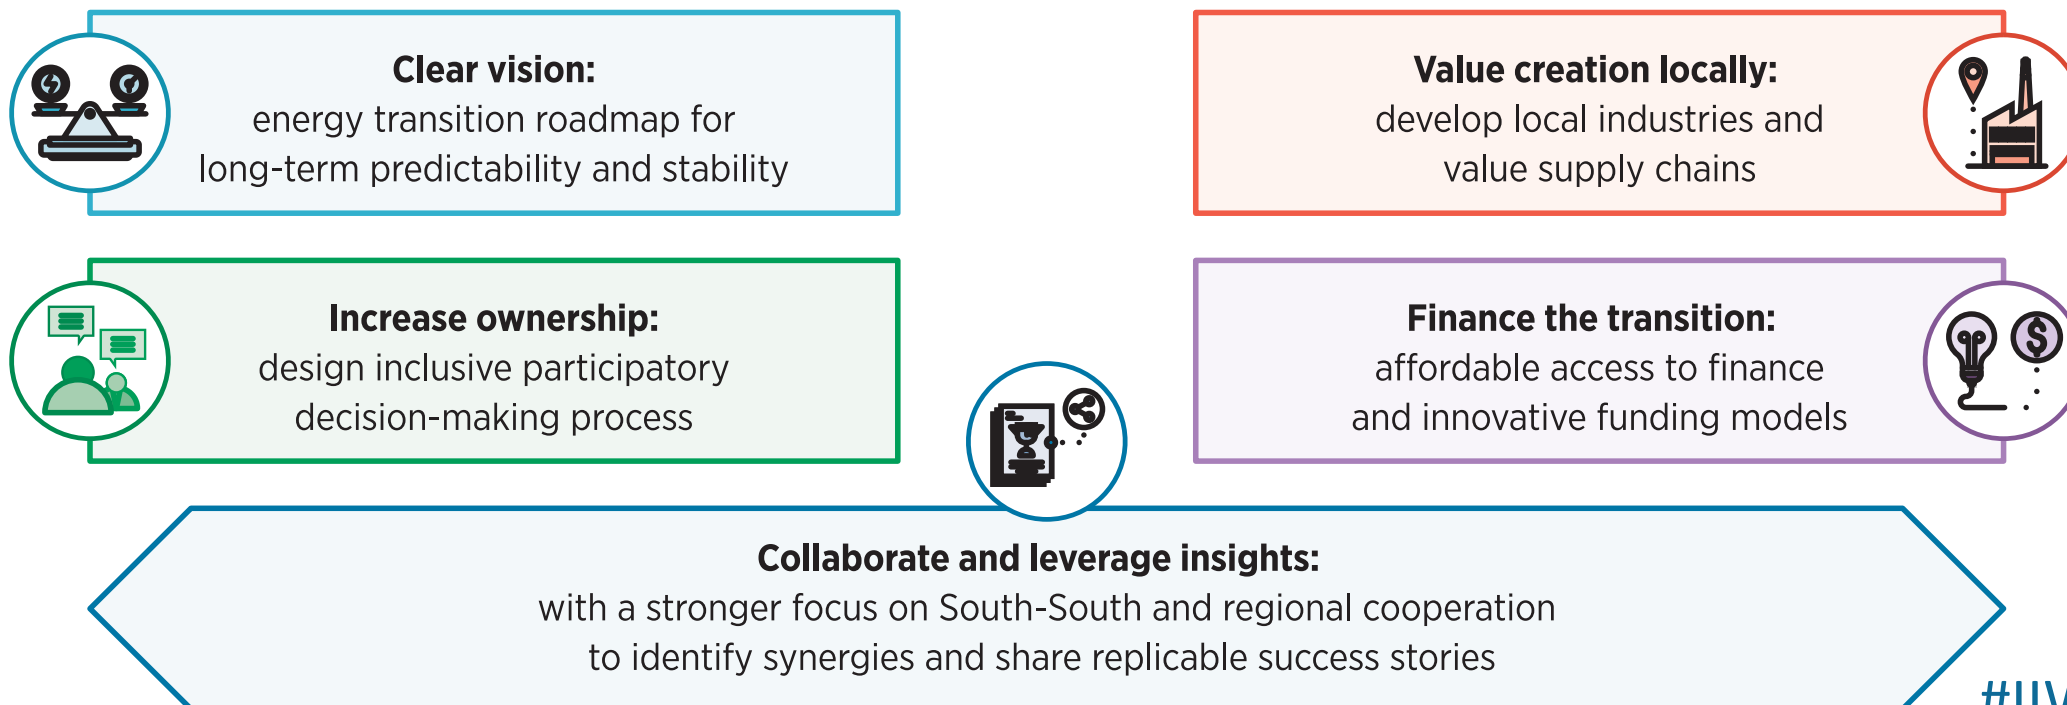 Clear vision:
energy transition roadmap for
long-term predictability and stability
Value creation locally:
develop local industries and
value supply chains
Increase ownership:
design inclusive participatory
decision-making process
Finance the transition:
affordable access to finance
and innovative funding models
Collaborate and leverage insights:
with a stronger focus on South-South and regional cooperation
to identify synergies and share replicable success stories